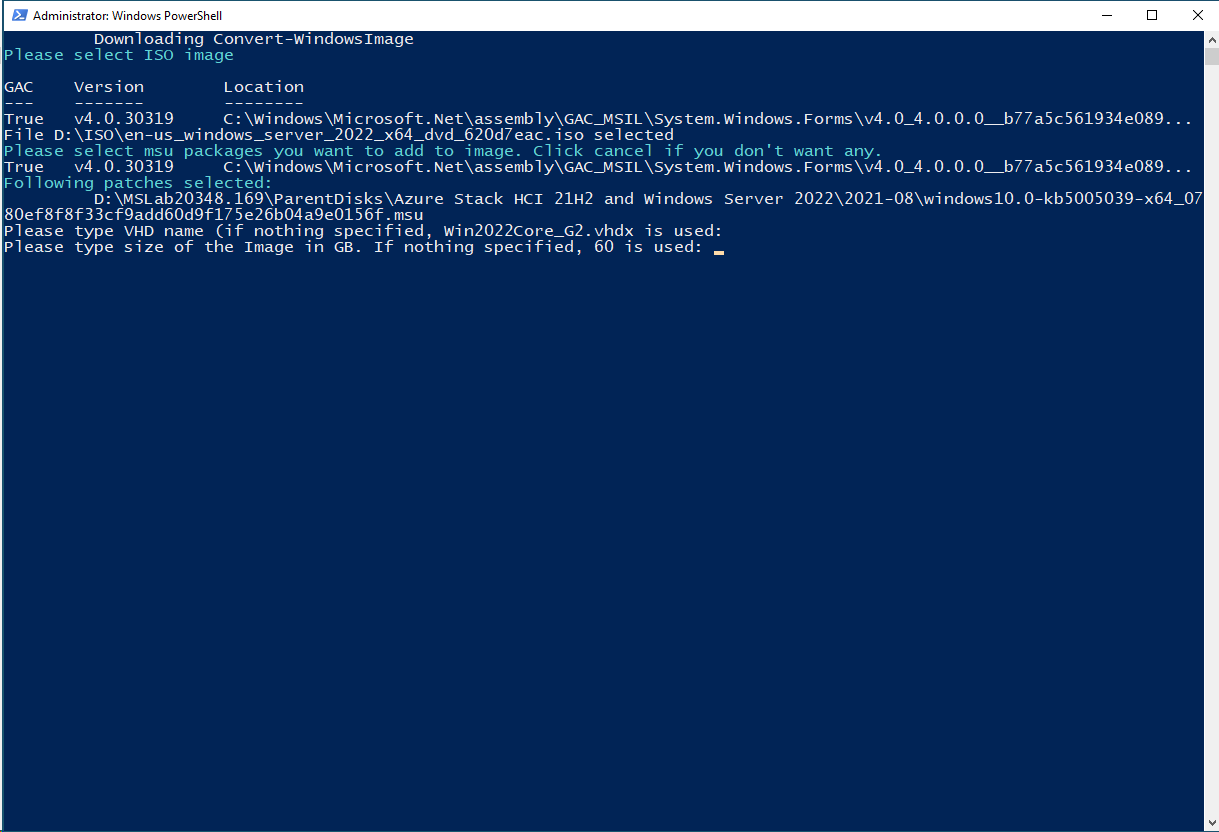 Administrator: Windows PowerShell
Downloading Convert-WindowsImage
Please select ISO image
GAC    Version        Location
---    -------        --------
True   v4.0.30319     C:\Windows\Microsoft.Net\assembly\GAC_MSIL\System.Windows.Forms\v4.0_4.0.0.0__b77a5c561934e089...
File D:\ISO\en-us_windows_server_2022_x64_dvd_620d7eac.iso selected
Please select msu packages you want to add to image. Click cancel if you don't want any.
True   v4.0.30319     C:\Windows\Microsoft.Net\assembly\GAC_MSIL\System.Windows.Forms\v4.0_4.0.0.0__b77a5c561934e089...
Following patches selected:
D:\MSLab20348.169\ParentDisks\Azure Stack HCI 21H2 and Windows Server 2022\2021-08\windows10.0-kb5005039-x64_07
80ef8f8f33cf9add60d9f175e26b04a9e0156f.msu
Please type VHD name (if nothing specified, Win2022Core_G2.vhdx is used:
Please type size of the Image in GB. If nothing specified, 60 is used: _